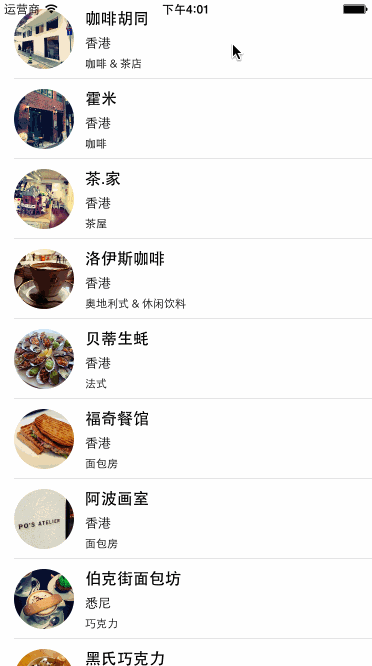 运营商 下午4:01
咖啡胡同
香港
咖啡 & 茶店
霍米
香港
咖啡
茶.家
香港
茶屋
洛伊斯咖啡
香港
奥地利式 & 休闲饮料
贝蒂生蚝
香港
法式
福奇餐馆
香港
面包房
PO'S ATELIER
阿波画室
香港
面包房
伯克街面包坊
悉尼
巧克力
黑氏巧克力